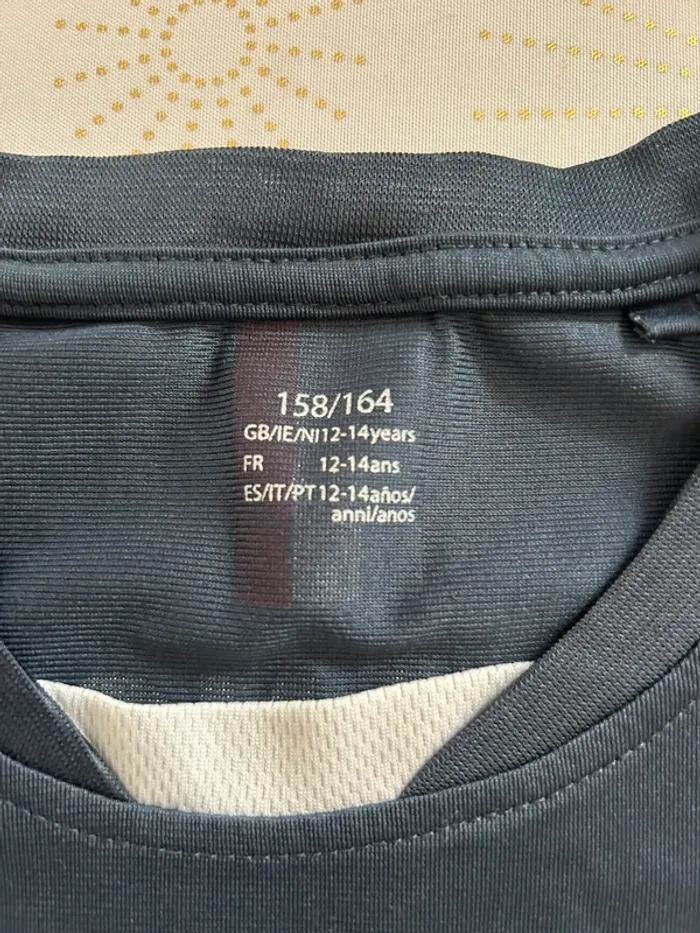 158/164
GB/IE/NI12-14years
FR 12-14ans
ES/IT/PT12-14años/
anni/anos